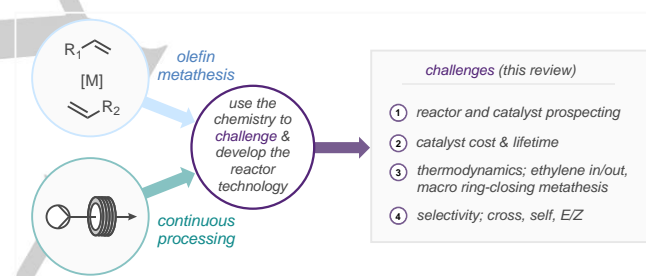 R1
[M]
R2
olefin
metathesis
use the
chemistry to
challenge &
develop the
reactor
technology
continuous
processing
challenges (this review)
1 reactor and catalyst prospecting
2 catalyst cost & lifetime
3 thermodynamics; ethylene in/out,
macro ring-closing metathesis
4 selectivity; cross, self, E/Z